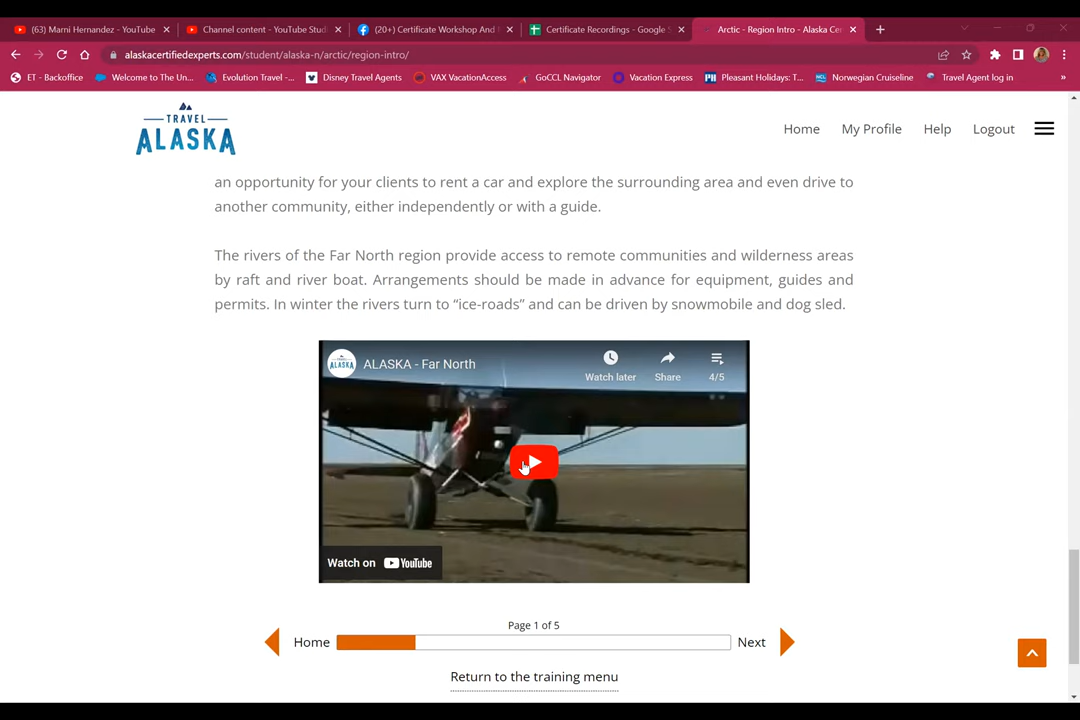 (63) Marni Hernandez - YouTube
Channel content - YouTube Stud
(20+) Certificate Workshop And
Certificate Recordings - Google S
Arctic - Region Intro - Alaska Ce
alaskacertifiedexperts.com/student/alaska-n/arctic/region-intro/
ET - Backoffice
Welcome to The Un...
Evolution Travel -...
Disney Travel Agents
VAX VacationAccess
GoCCL Navigator
Vacation Express
Pleasant Holidays: T...
Norwegian Cruiseline
Travel Agent log in
»
TRAVEL
ALASKA
Home
My Profile
Help
Logout
an opportunity for your clients to rent a car and explore the surrounding area and even drive to
another community, either independently or with a guide.
The rivers of the Far North region provide access to remote communities and wilderness areas
by raft and river boat. Arrangements should be made in advance for equipment, guides and
permits. In winter the rivers turn to “ice-roads” and can be driven by snowmobile and dog sled.
ALASKA
ALASKA - Far North
Watch later
Share
4/5
Watch on YouTube
Page 1 of 5
Home
Next
Return to the training menu